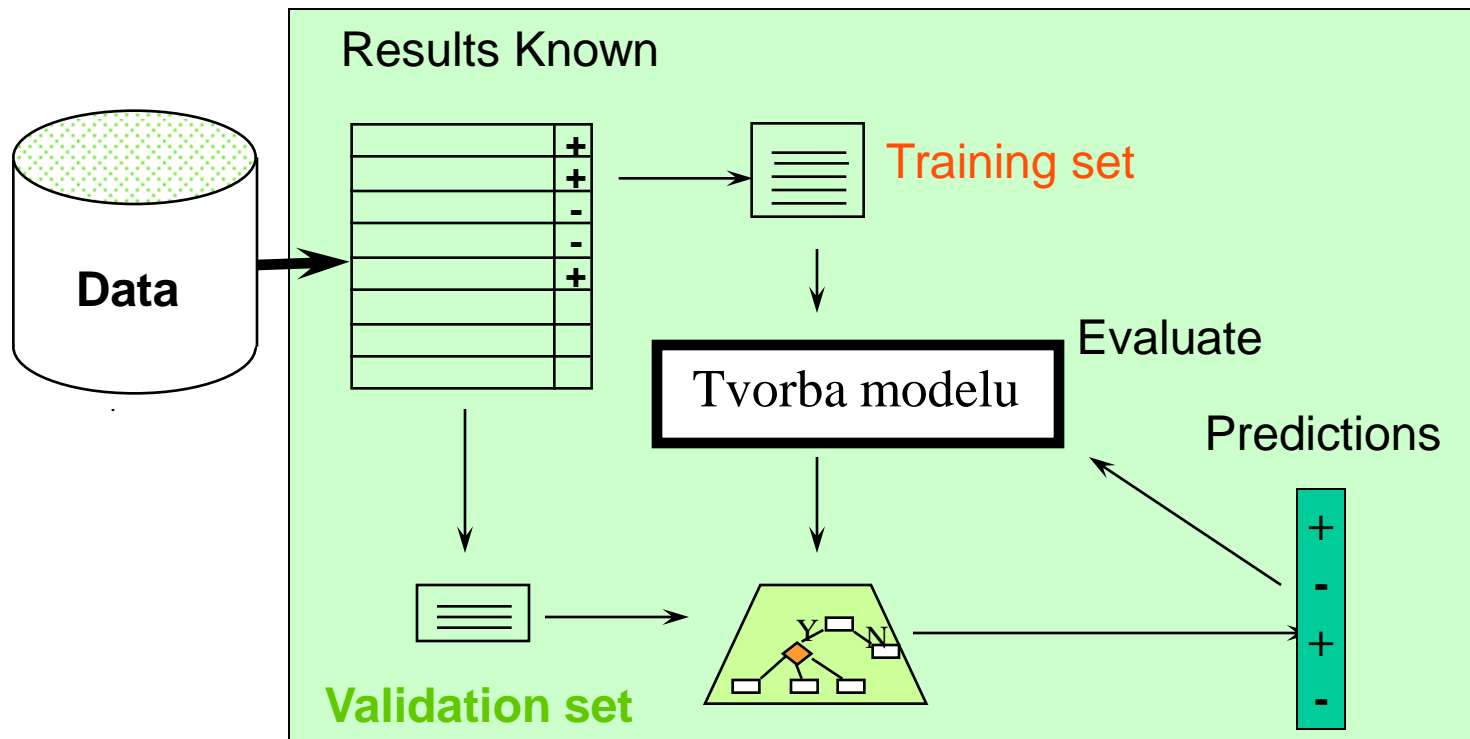 Results Known
+
+
-
-
+
Training set
Data
Evaluate
Tvorba modelu
Predictions
+
-
+
-
Y N
Validation set